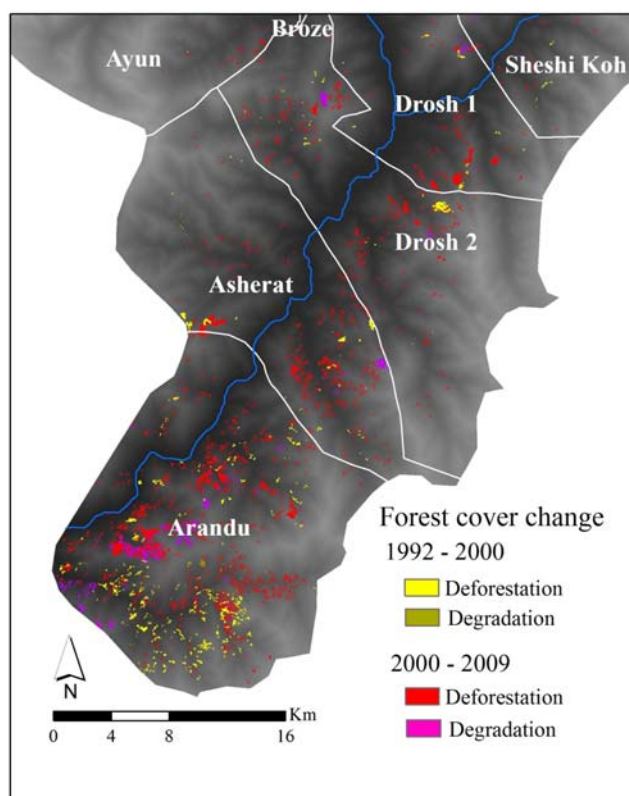 Broze
Ayun
Sheshi Koh
Drosh 1
Drosh 2
Asherat
Arandu
Forest cover change
1992 - 2000
Deforestation
Degradation
2000 - 2009
Deforestation
Degradation
N
Km
0 4 8 16